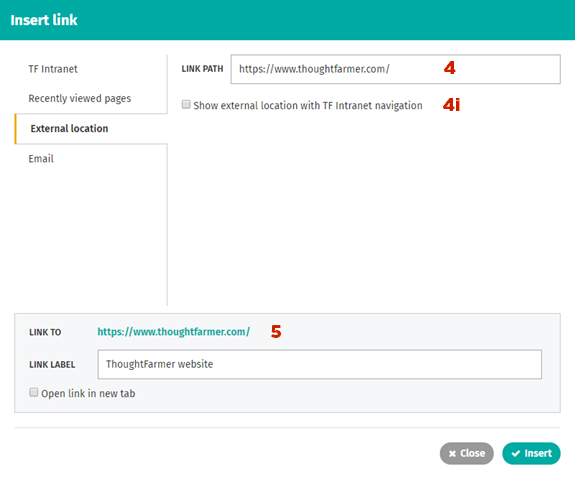 Insert link
TF Intranet
Recently viewed pages
External location
Email
LINK PATH https://www.thoughtfarmer.com/ 4
Show external location with TF Intranet navigation 4i
LINK TO https://www.thoughtfarmer.com/ 5
LINK LABEL ThoughtFarmer website
Open link in new tab
Close Insert